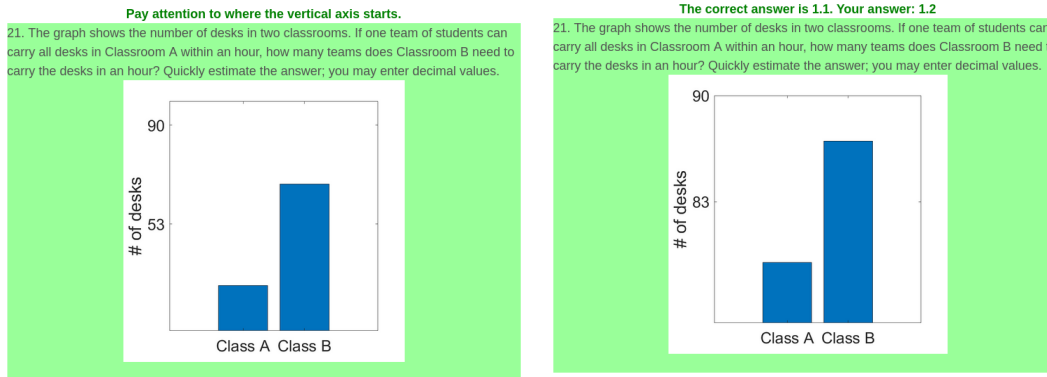 Pay attention to where the vertical axis starts.
21. The graph shows the number of desks in two classrooms. If one team of students can
carry all desks in Classroom A within an hour, how many teams does Classroom B need to
carry the desks in an hour? Quickly estimate the answer; you may enter decimal values.
90
53
# of desks
Class A Class B
The correct answer is 1.1. Your answer: 1.2
21. The graph shows the number of desks in two classrooms. If one team of students
carry all desks in Classroom A within an hour, how many teams does Classroom B need
carry the desks in an hour? Quickly estimate the answer; you may enter decimal values.
90
83
# of desks
Class A Class B